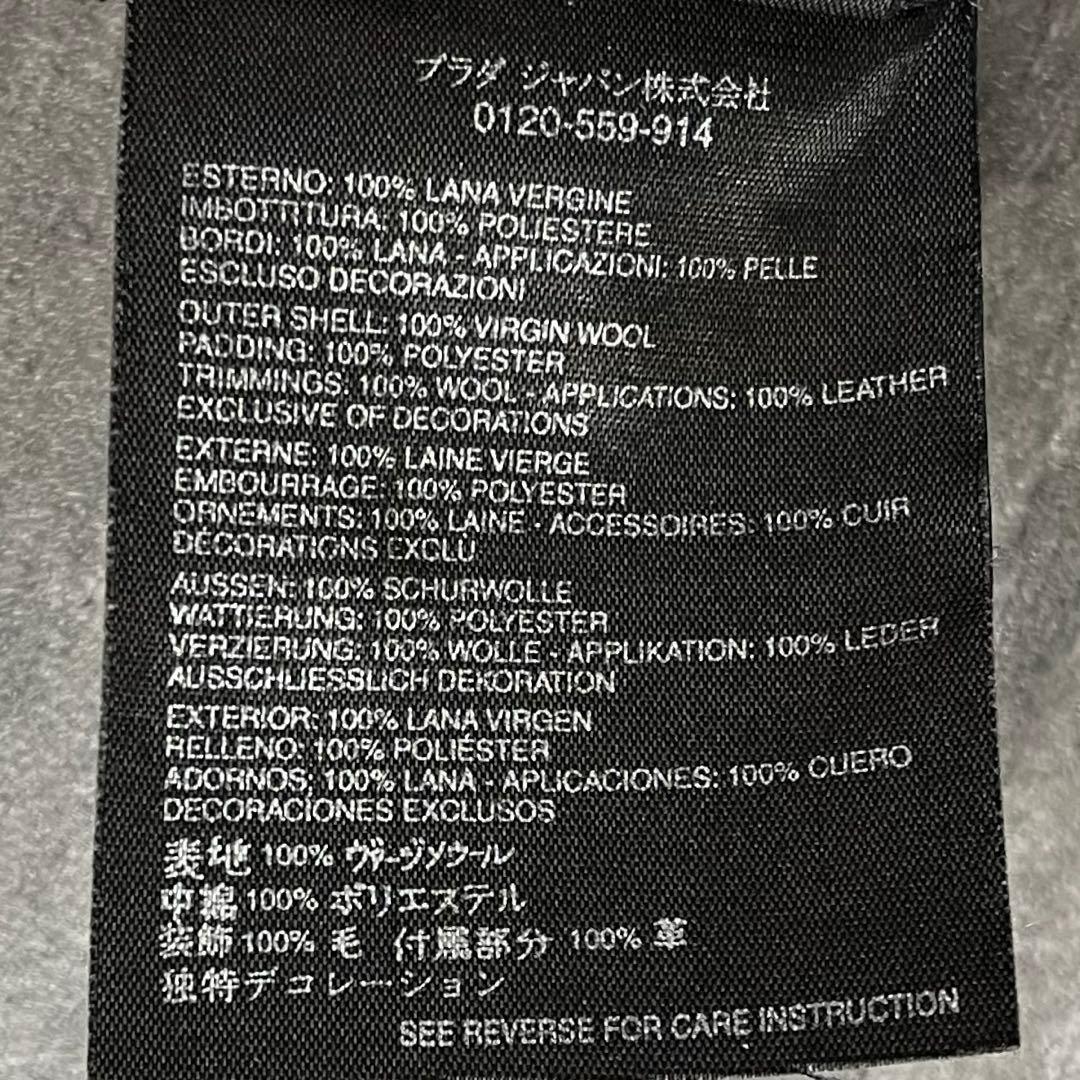 プラダ ジャパン株式会社
0120-559-914
ESTERNO: 100% LANA VERGINE
IMBOTTITURA: 100% POLIESTERE
BORDI: 100% LANA - APPLICAZIONI: 100% PELLE
ESCLUSO DECORAZIONI
OUTER SHELL: 100% VIRGIN WOOL
PADDING: 100% POLYESTER
TRIMMINGS: 100% WOOL - APPLICATIONS: 100% LEATHER
EXCLUSIVE OF DECORATIONS
EXTERNE: 100% LAINE VIERGE
EMBOURRAGE: 100% POLYESTER
ORNEMENTS: 100% LAINE - ACCESSOIRES: 100% CUIR
DECORATIONS EXCLU
AUSSEN: 100% SCHURWOLLE
WATTIERUNG: 100% POLYESTER
VERZIERUNG: 100% WOLLE - APPLIKATION: 100% LEDER
AUSSCHLIESSLICH DEKORATION
EXTERIOR: 100% LANA VIRGEN
RELLENO: 100% POLIÉSTER
ADORNOS: 100% LANA - APLICACIONES: 100% CUERO
DECORACIONES EXCLUSOS
表地 100% ヴァージンウール
中綿 100% ポリエステル
装飾 100% 毛 付属部分 100% 革
独特デコレーション
SEE REVERSE FOR CARE INSTRUCTION